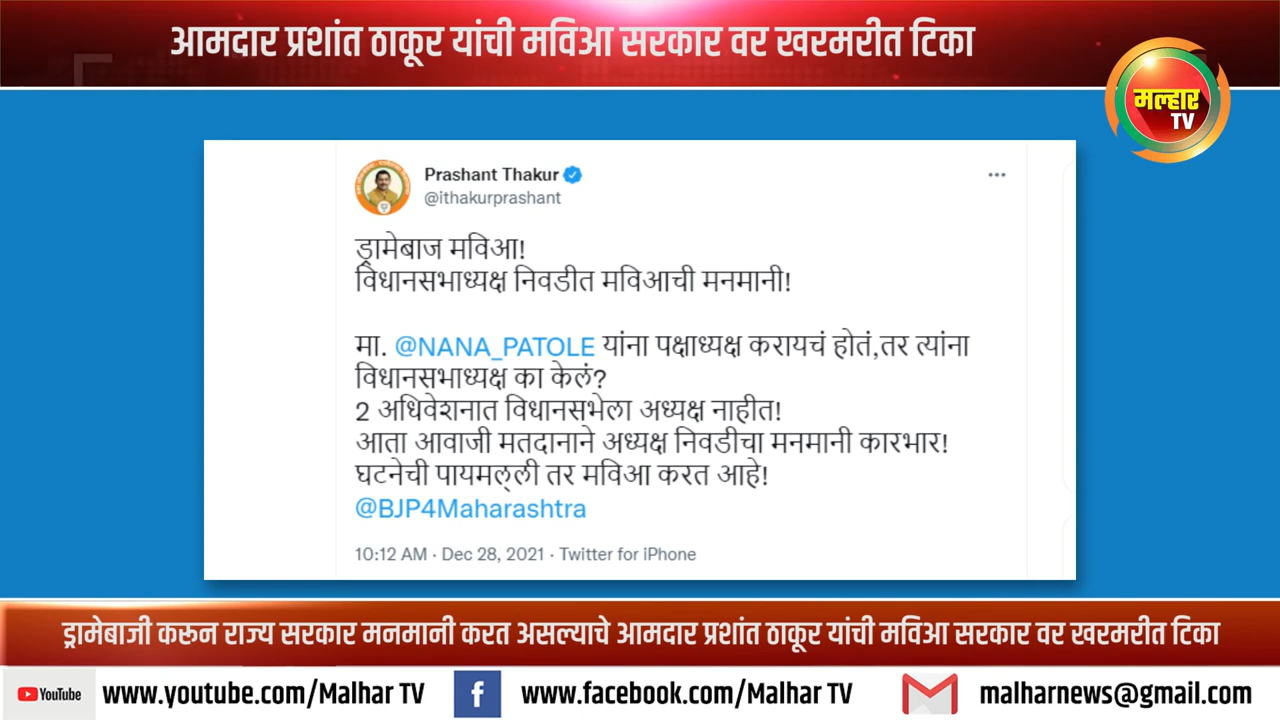 आमदार प्रशांत ठाकूर यांची मविआ सरकार वर खरमरीत टिका
मल्हार
TV
Prashant Thakur
@ithakurprashant
ड्रामेबाज मविआ!
विधानसभाध्यक्ष निवडीत मविआची मनमानी!
मा. @NANA_PATOLE यांना पक्षाध्यक्ष करायचं होतं,तर त्यांना
विधानसभाध्यक्ष का केलं?
2 अधिवेशनात विधानसभेला अध्यक्ष नाहीत!
आता आवाजी मतदानाने अध्यक्ष निवडीचा मनमानी कारभार!
घटनेची पायमल्ली तर मविआ करत आहे!
@BJP4Maharashtra
10:12 AM · Dec 28, 2021 · Twitter for iPhone
ड्रामेबाजी करून राज्य सरकार मनमानी करत असल्याचे आमदार प्रशांत ठाकूर यांची मविआ सरकार वर खरमरीत टिका
YouTube www.youtube.com/Malhar TV f www.facebook.com/Malhar TV malharnews@gmail.com